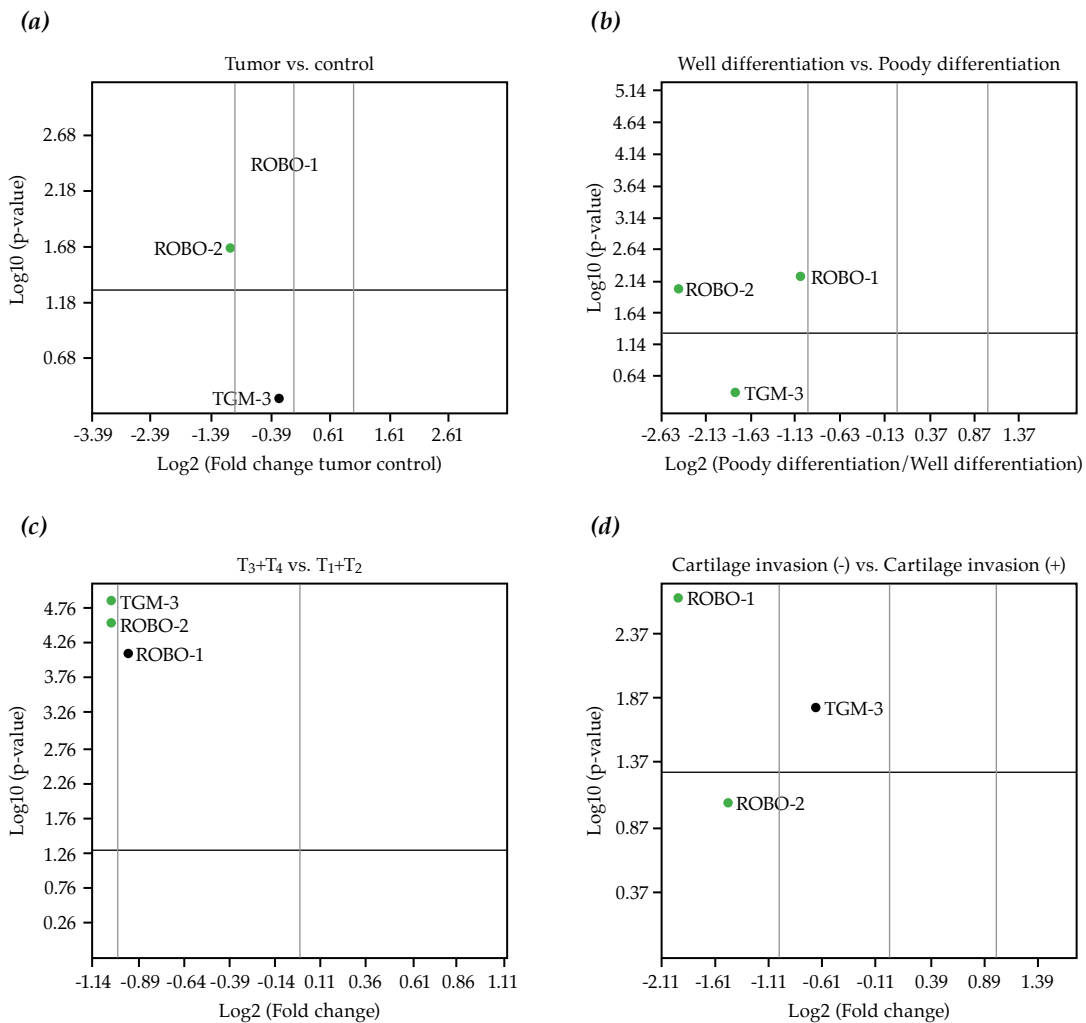 (a)
Tumor vs. control
Log10 (p-value)
2.68
2.18
1.68
1.18
0.68
ROBO-1
ROBO-2
TGM-3
-3.39 -2.39 -1.39 -0.39 0.61 1.61 2.61
Log2 (Fold change tumor control)
(b)
Well differentiation vs. Poody differentiation
Log10 (p-value)
5.14
4.64
4.14
3.64
3.14
2.64
2.14
1.64
1.14
0.64
ROBO-1
ROBO-2
TGM-3
-2.63 -2.13 -1.63 -1.13 -0.63 -0.13 0.37 0.87 1.37
Log2 (Poody differentiation/Well differentiation)
(c)
T₃+T₄ vs. T₁+T₂
Log10 (p-value)
4.76
4.26
3.76
3.26
2.76
2.26
1.76
1.26
0.76
0.26
TGM-3
ROBO-2
ROBO-1
-1.14 -0.89 -0.64 -0.39 -0.14 0.11 0.36 0.61 0.86 1.11
Log2 (Fold change)
(d)
Cartilage invasion (-) vs. Cartilage invasion (+)
Log10 (p-value)
2.37
1.87
1.37
0.87
0.37
ROBO-1
TGM-3
ROBO-2
-2.11 -1.61 -1.11 -0.61 -0.11 0.39 0.89 1.39
Log2 (Fold change)